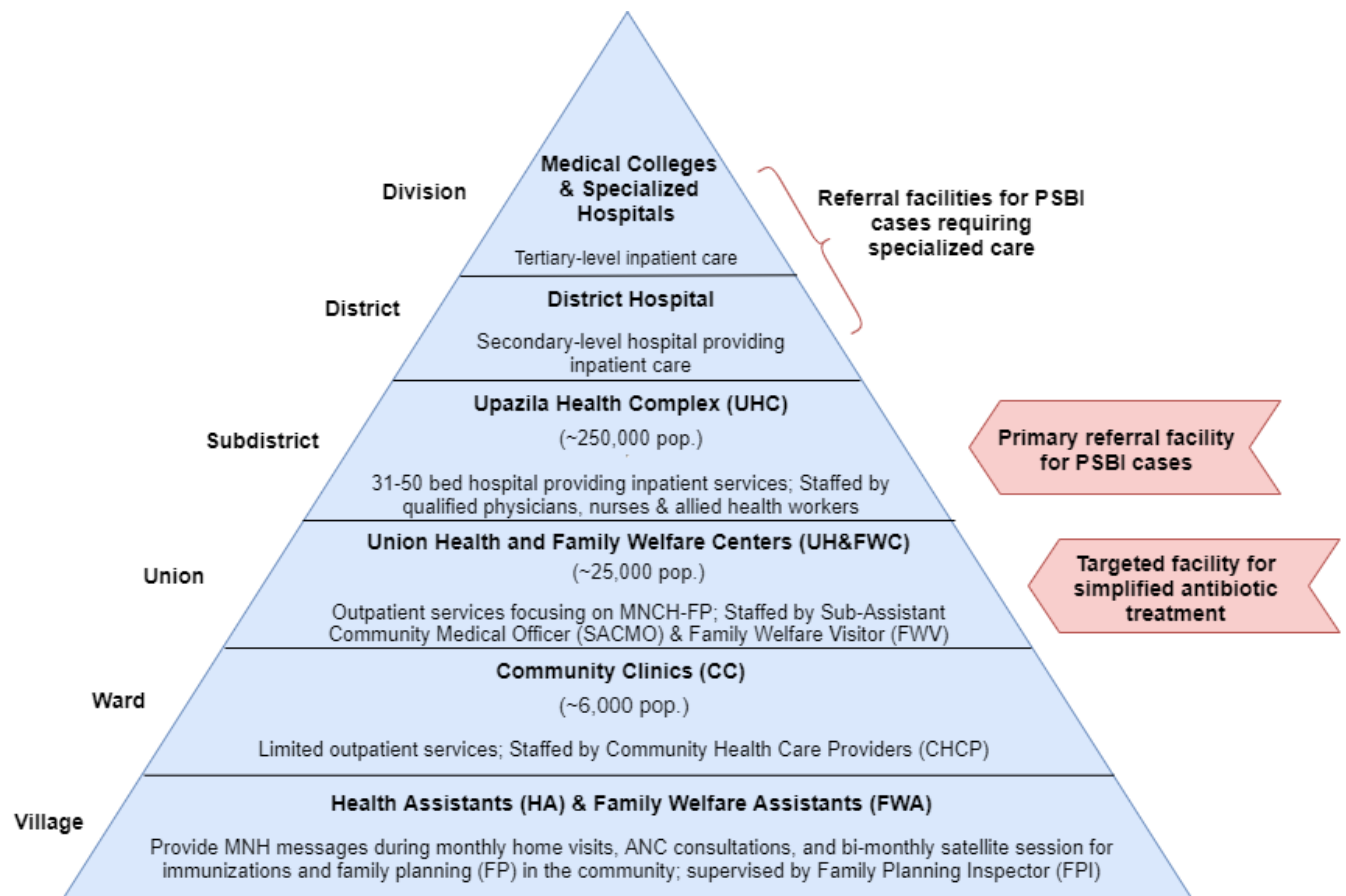 Medical Colleges
& Specialized
Hospitals
Division
Tertiary-level inpatient care
Referral facilities for PSBI
cases requiring
specialized care
District
District Hospital
Secondary-level hospital providing
inpatient care
Subdistrict
Upazila Health Complex (UHC)
(~250,000 pop.)
31-50 bed hospital providing inpatient services; Staffed by
qualified physicians, nurses & allied health workers
Primary referral facility
for PSBI cases
Union
Union Health and Family Welfare Centers (UH&FWC)
(~25,000 pop.)
Outpatient services focusing on MNCH-FP; Staffed by Sub-Assistant
Community Medical Officer (SACMO) & Family Welfare Visitor (FWV)
Targeted facility for
simplified antibiotic
treatment
Ward
Community Clinics (CC)
(~6,000 pop.)
Limited outpatient services; Staffed by Community Health Care Providers (CHCP)
Village
Health Assistants (HA) & Family Welfare Assistants (FWA)
Provide MNH messages during monthly home visits, ANC consultations, and bi-monthly satellite session for
immunizations and family planning (FP) in the community; supervised by Family Planning Inspector (FPI)